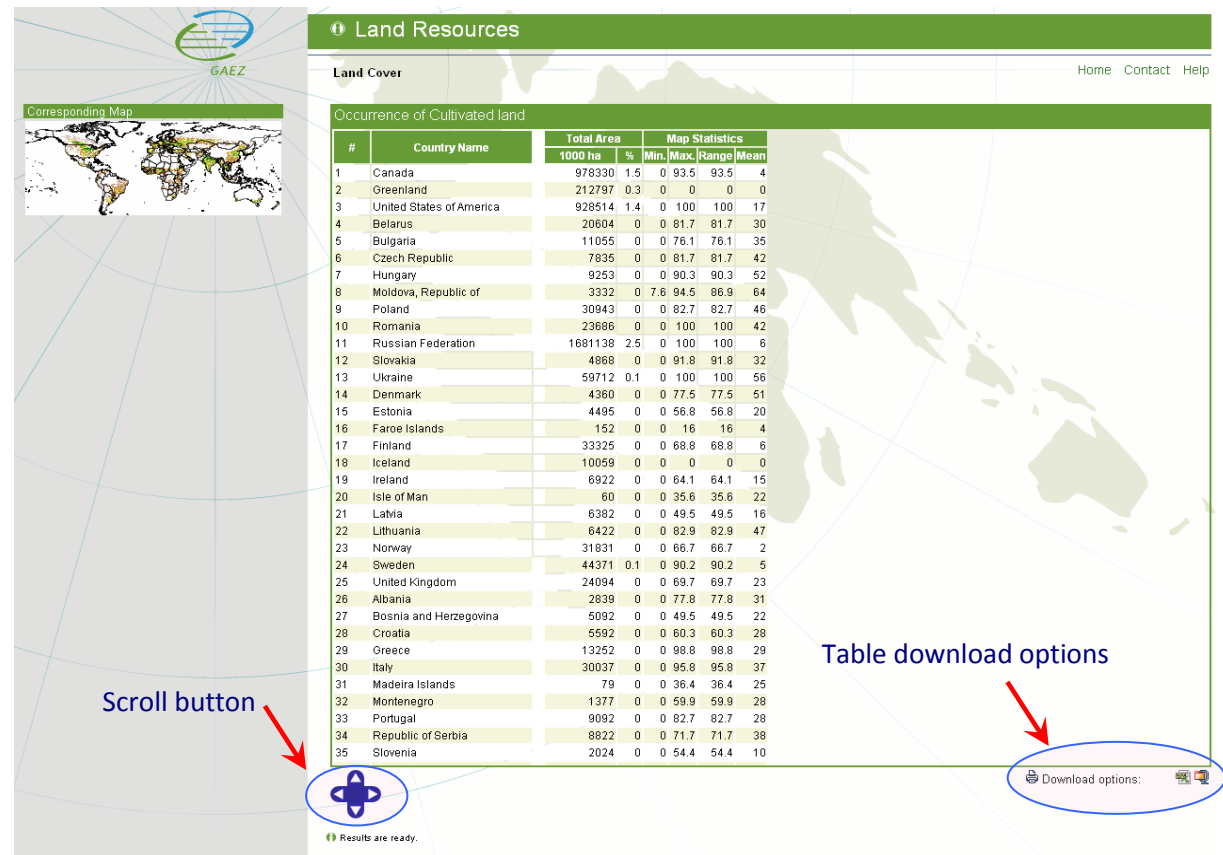 GAEZ
Land Resources
Land Cover
Home Contact Help
Corresponding Map
Occurrence of Cultivated land
# Country Name Total Area Map Statistics
1000 ha % Min. Max. Range Mean
1 Canada 978330 1.5 0 93.5 93.5 4
2 Greenland 212797 0.3 0 0 0 0
3 United States of America 928514 1.4 0 100 100 17
4 Belarus 20604 0 0 81.7 81.7 30
5 Bulgaria 11055 0 0 76.1 76.1 35
6 Czech Republic 7835 0 0 81.7 81.7 42
7 Hungary 9253 0 0 90.3 90.3 52
8 Moldova, Republic of 3332 0 7.6 94.5 86.9 64
9 Poland 30943 0 0 82.7 82.7 46
10 Romania 23686 0 0 100 100 42
11 Russian Federation 1681138 2.5 0 100 100 6
12 Slovakia 4868 0 0 91.8 91.8 32
13 Ukraine 59712 0.1 0 100 100 56
14 Denmark 4360 0 0 77.5 77.5 51
15 Estonia 4495 0 0 56.8 56.8 20
16 Faroe Islands 152 0 0 16 16 4
17 Finland 33325 0 0 68.8 68.8 6
18 Iceland 10059 0 0 0 0 0
19 Ireland 6922 0 0 64.1 64.1 15
20 Isle of Man 60 0 0 35.6 35.6 22
21 Latvia 6382 0 0 49.5 49.5 16
22 Lithuania 6422 0 0 82.9 82.9 47
23 Norway 31831 0 0 66.7 66.7 2
24 Sweden 44371 0.1 0 90.2 90.2 5
25 United Kingdom 24094 0 0 69.7 69.7 23
26 Albania 2839 0 0 77.8 77.8 31
27 Bosnia and Herzegovina 5092 0 0 49.5 49.5 22
28 Croatia 5592 0 0 60.3 60.3 28
29 Greece 13252 0 0 98.8 98.8 29
30 Italy 30037 0 0 95.8 95.8 37
31 Madeira Islands 79 0 0 36.4 36.4 25
32 Montenegro 1377 0 0 59.9 59.9 28
33 Portugal 9092 0 0 82.7 82.7 28
34 Republic of Serbia 8822 0 0 71.7 71.7 38
35 Slovenia 2024 0 0 54.4 54.4 10
Table download options
Scroll button
Download options:
Results are ready.